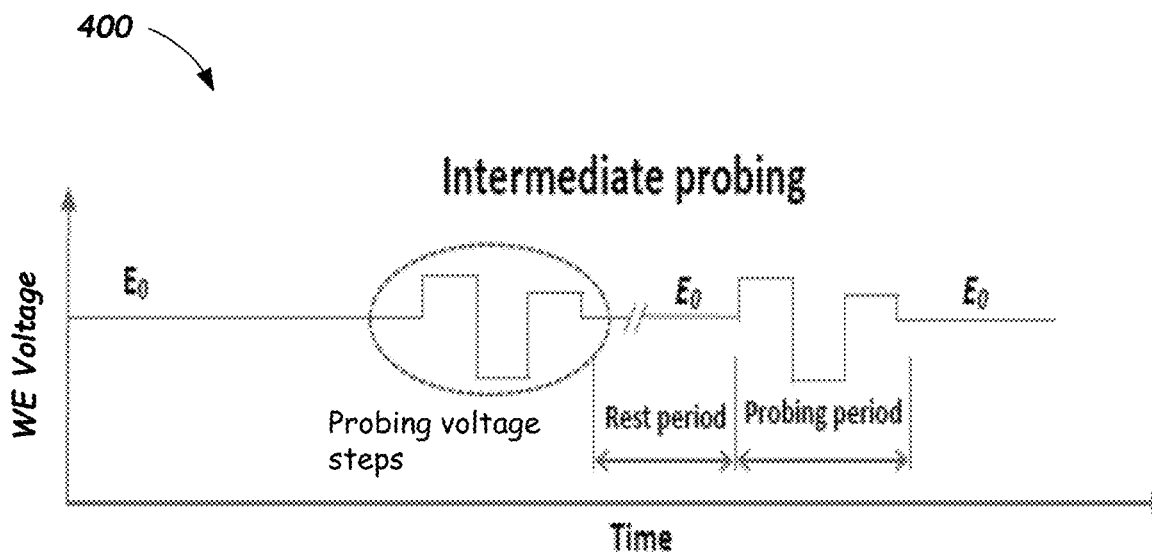 400
Intermediate probing
WE Voltage
E0
E0
E0
Probing voltage
steps
Rest period
Probing period
Time